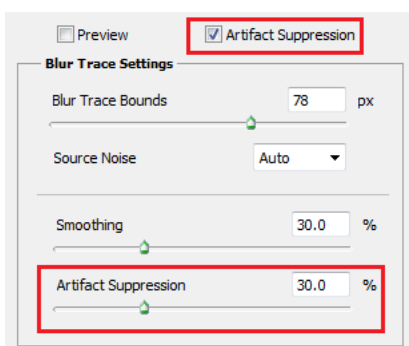 Preview Artifact Suppression
Blur Trace Settings
Blur Trace Bounds 78 px
Source Noise Auto
Smoothing 30.0 %
Artifact Suppression 30.0 %